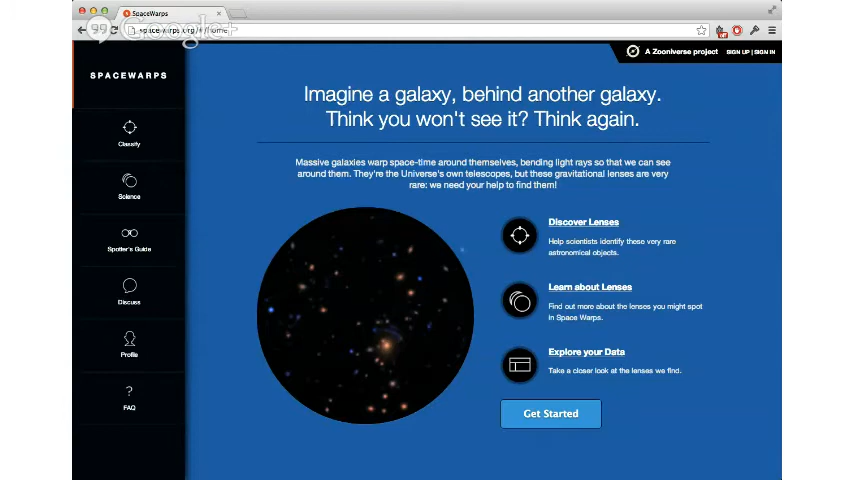 SpaceWarps
Google+
spacewarps.org/#/home
A Zooniverse project SIGN UP | SIGN IN
SPACEWARPS
Classify
Science
Spotter's Guide
Discuss
Profile
?
FAQ
Imagine a galaxy, behind another galaxy.
Think you won't see it? Think again.
Massive galaxies warp space-time around themselves, bending light rays so that we can see
around them. They're the Universe's own telescopes, but these gravitational lenses are very
rare: we need your help to find them!
Discover Lenses
Help scientists identify these very rare
astronomical objects.
Learn about Lenses
Find out more about the lenses you might spot
in Space Warps.
Explore your Data
Take a closer look at the lenses we find.
Get Started